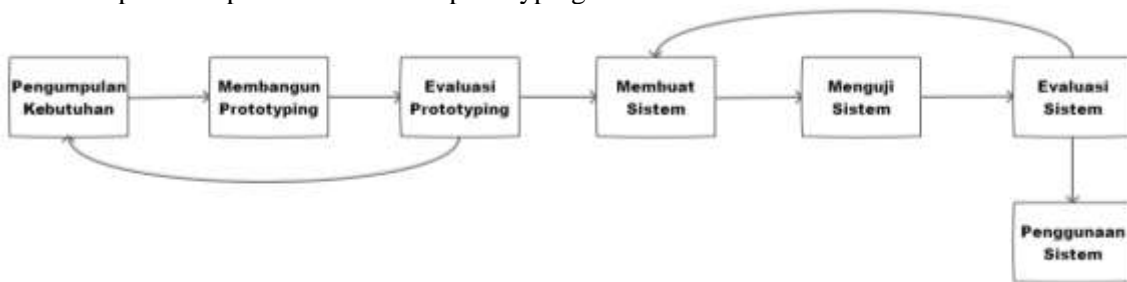 Pengumpulan
Kebutuhan
Membangun
Prototyping
Evaluasi
Prototyping
Membuat
Sistem
Menguji
Sistem
Evaluasi
Sistem
Penggunaan
Sistem